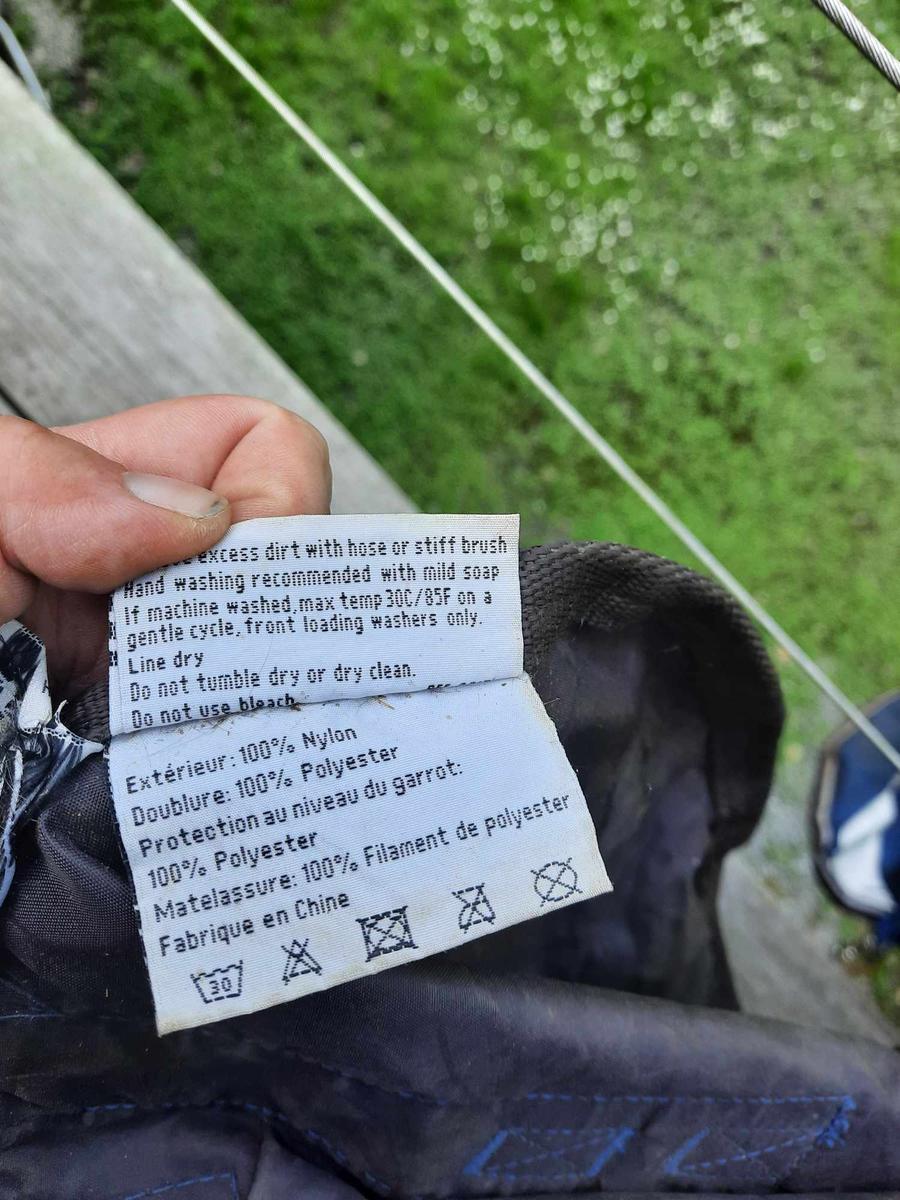 excess dirt with hose or stiff brush
Hand washing recommended with mild soap
If machine washed, max temp 30C/85F on a
gentle cycle, front loading washers only.
Line dry
Do not tumble dry or dry clean.
Do not use bleach
Extérieur: 100% Nylon
Doublure: 100% Polyester
Protection au niveau du garrot:
100% Polyester
Matelassure: 100% Filament de polyester
Fabrique en Chine
30